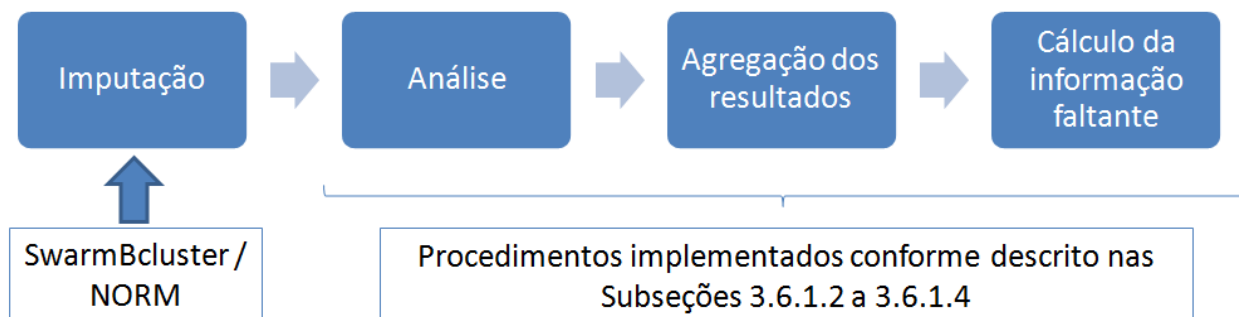 Imputação
Análise
Agregação dos
resultados
Cálculo da
informação
faltante
SwarmBcluster /
NORM
Procedimentos implementados conforme descrito nas
Subseções 3.6.1.2 a 3.6.1.4